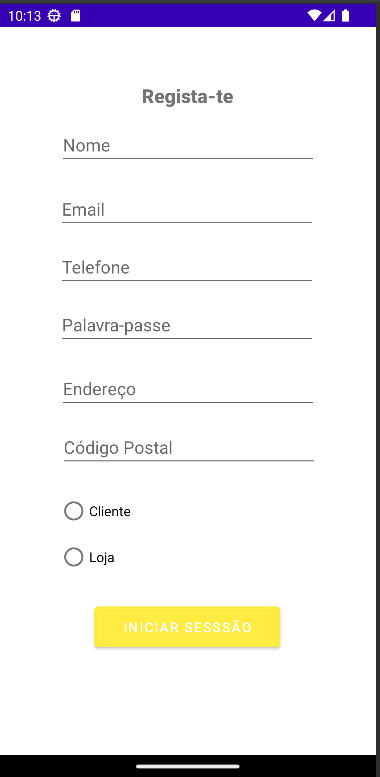 10:13
Regista-te
Nome
Email
Telefone
Palavra-passe
Endereço
Código Postal
Cliente
Loja
INICIAR SESSSÃO